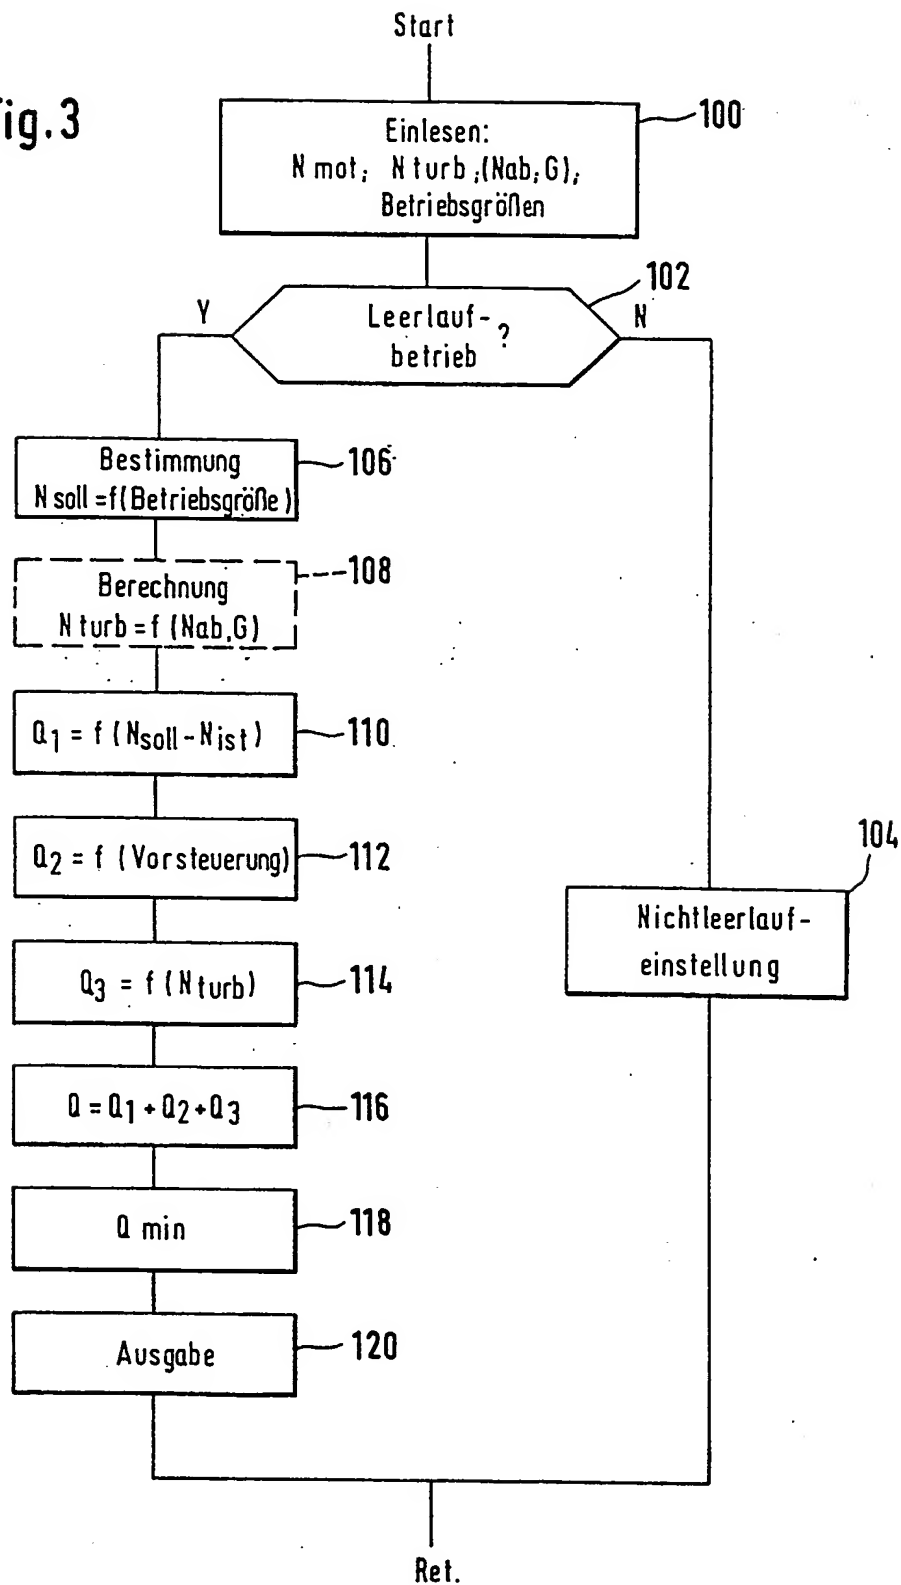 Start
ig.3
100
Einlesen:
N mot; N turb ;(Nab; G);
Betriebsgrößen
102
Y
N
Leerlauf- ?
betrieb
106
Bestimmung
N soll =f(Betriebsgröße)
108
Berechnung
N turb = f (Nab,G)
Q1 = f (Nsoll-Nist)
110
Q2 = f (Vorsteuerung)
112
104
Nichtleerlauf-
einstellung
Q3 = f (Nturb)
114
Q = Q1 + Q2 + Q3
116
Q min
118
Ausgabe
120
Ret.